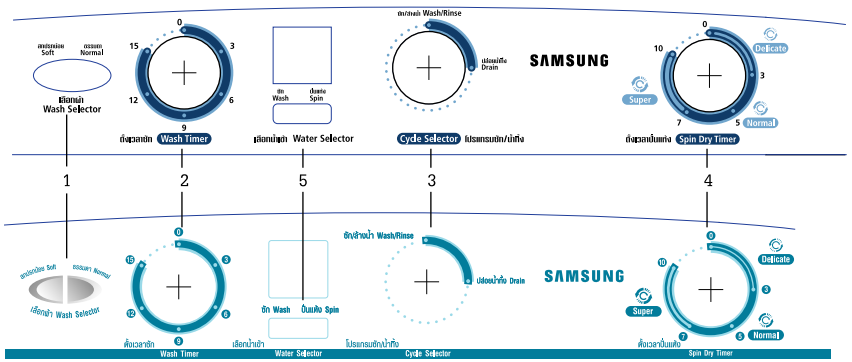 0
สกปรกน้อย
Soft
ธรรมดา
Normal
15
3
12
6
9
เลือกผ้า
Wash Selector
ตั้งเวลาซัก Wash Timer
ซัก
Wash
ปั่นแห้ง
Spin
เลือกน้ำเข้า Water Selector
ซัก/ล้างน้ำ Wash/Rinse
ปล่อยน้ำทิ้ง
Drain
Cycle Selector โปรแกรมซัก/น้ำทิ้ง
SAMSUNG
0
Delicate
10
3
Super
7
5
Normal
ตั้งเวลาปั่นแห้ง Spin Dry Timer
1
2
5
3
4
สกปรกน้อย Soft
ธรรมดา Normal
เลือกผ้า Wash Selector
0
15
3
12
6
9
ตั้งเวลาซัก
Wash Timer
ซัก Wash
ปั่นแห้ง Spin
เลือกน้ำเข้า
Water Selector
ซัก/ล้างน้ำ Wash/Rinse
ปล่อยน้ำทิ้ง Drain
โปรแกรมซัก/น้ำทิ้ง
Cycle Selector
SAMSUNG
0
Delicate
10
3
Super
7
5
Normal
ตั้งเวลาปั่นแห้ง
Spin Dry Timer